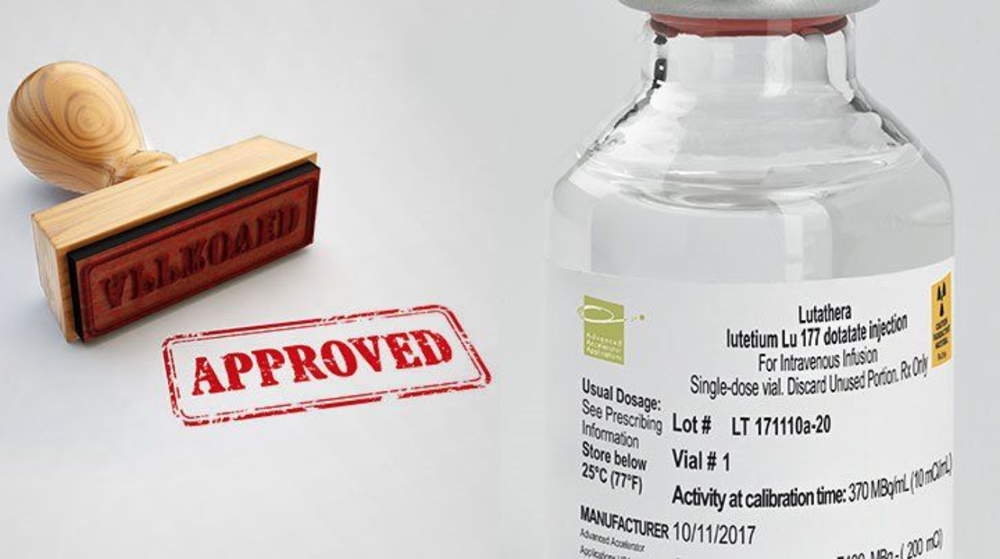 APPROVED
Advanced
Accelerator
Applications
Lutathera
lutetium Lu 177 dotatate injection
For Intravenous Infusion
Single-dose vial. Discard Unused Portion. Rx Only
Usual Dosage:
See Prescribing
Information
Store below
25°C (77°F)
Lot # LT 171110a-20
Vial # 1
Activity at calibration time: 370 MBq/mL (10 mCi/mL)
MANUFACTURER
Advanced Accelerator
Applications
10/11/2017
MBq - ( 200 mCi)